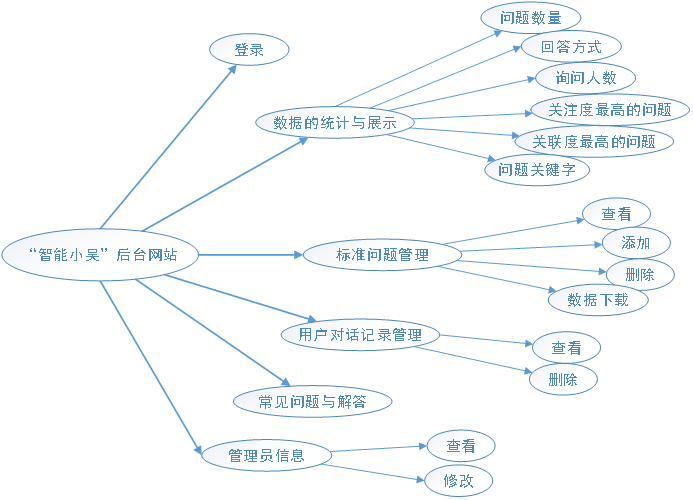 问题数量
登录
回答方式
询问人数
关注度最高的问题
数据的统计与展示
关联度最高的问题
问题关键字
查看
添加
“智能小吴”后台网站
标准问题管理
删除
数据下载
用户对话记录管理
查看
删除
常见问题与解答
查看
管理员信息
修改